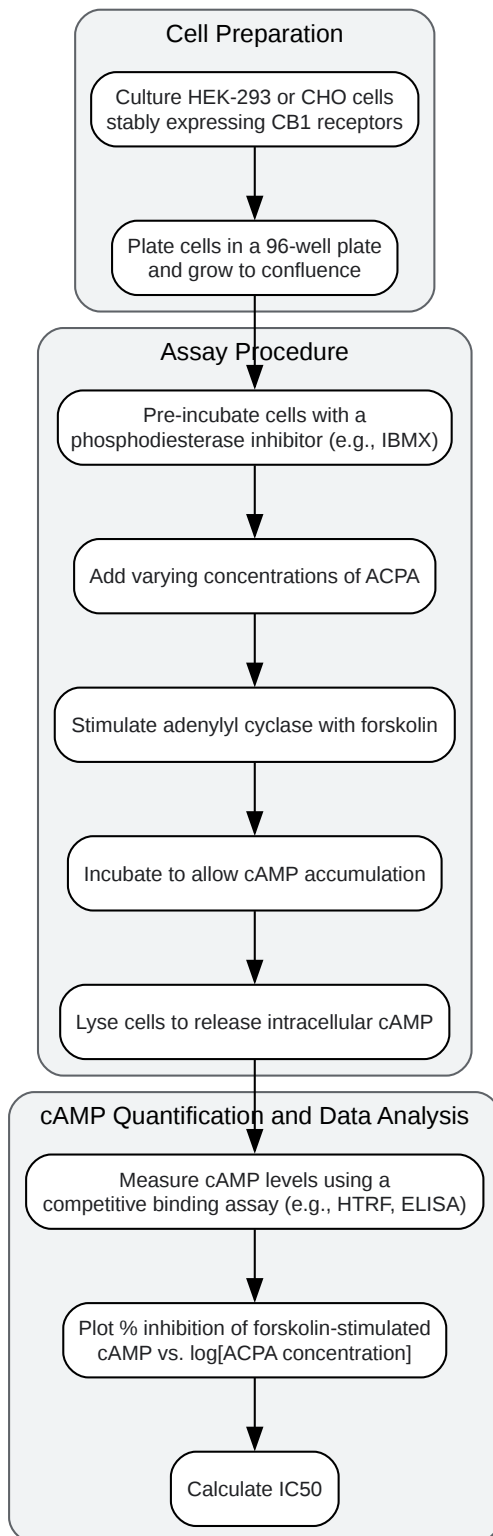 Cell Preparation
Culture HEK-293 or CHO cells
stably expressing CB1 receptors
Plate cells in a 96-well plate
and grow to confluence
Assay Procedure
Pre-incubate cells with a
phosphodiesterase inhibitor (e.g., IBMX)
Add varying concentrations of ACPA
Stimulate adenylyl cyclase with forskolin
Incubate to allow cAMP accumulation
Lyse cells to release intracellular cAMP
cAMP Quantification and Data Analysis
Measure cAMP levels using a
competitive binding assay (e.g., HTRF, ELISA)
Plot % inhibition of forskolin-stimulated
cAMP vs. log[ACPA concentration]
Calculate IC50